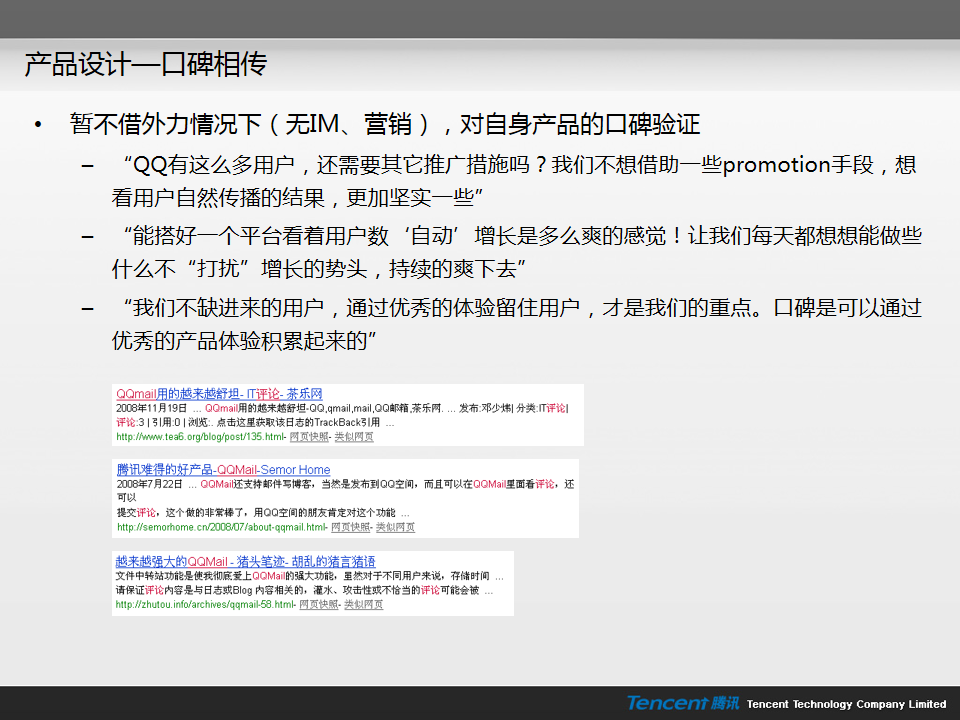 产品设计—口碑相传
• 暂不借外力情况下（无IM、营销），对自身产品的口碑验证
– “QQ有这么多用户，还需要其它推广措施吗？我们不想借助一些promotion手段，想
看用户自然传播的结果，更加坚实一些”
– “能搭好一个平台看着用户数‘自动’增长是多么爽的感觉！让我们每天都想想能做些
什么不“打扰”增长的势头，持续的爽下去”
– “我们不缺进来的用户，通过优秀的体验留住用户，才是我们的重点。口碑是可以通过
优秀的产品体验积累起来的”
QQmail用的越来越舒坦- IT评论- 茶乐网
2008年11月19日 ... QQmail用的越来越舒坦-QQ,qmail,mail,QQ邮箱,茶乐网. ... 发布:邓少炜| 分类:IT评论|
评论:3 | 引用:0 | 浏览:. 点击这里获取该日志的TrackBack引用 ...
http://www.tea6.org/blog/post/135.html- 网页快照- 类似网页
腾讯难得的好产品-QQMail-Semor Home
2008年7月22日 ... QQMail还支持邮件写博客，当然是发布到QQ空间，而且可以在QQMail里面看评论，还
可以
提交评论，这个做的非常棒了，用QQ空间的朋友肯定对这个功能 ...
http://semorhome.cn/2008/07/about-qqmail.html- 网页快照- 类似网页
越来越强大的QQMail - 猪头笔迹- 胡乱的猪言猪语
文件中转站功能是使我彻底爱上QQMail的强大功能，虽然对于不同用户来说，存储时间 ...
请保证评论内容是与日志或Blog 内容相关的，灌水、攻击性或不恰当的评论可能会被 ...
http://zhutou.info/archives/qqmail-58.html- 网页快照- 类似网页
Tencent 腾讯 Tencent Technology Company Limited